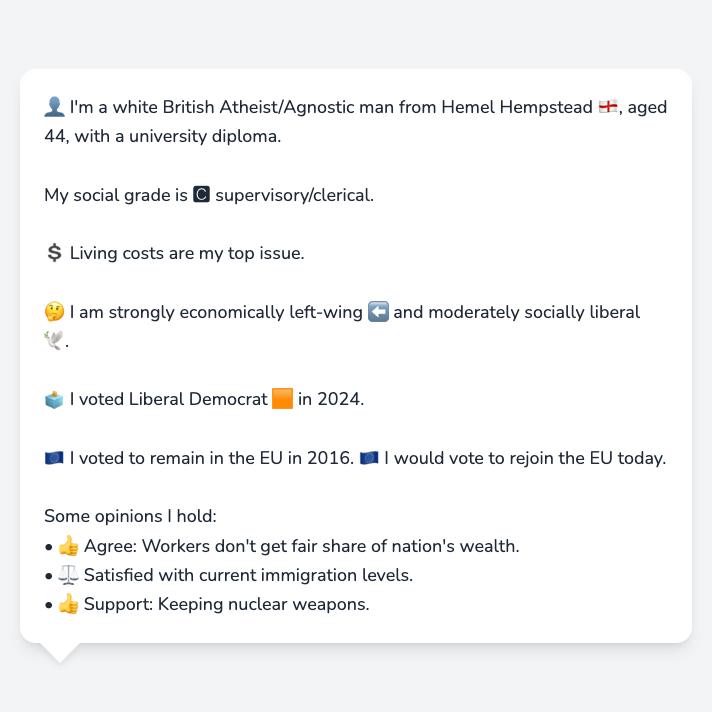 👤 I'm a white British Atheist/Agnostic man from Hemel Hempstead 🏴󠁧󠁢󠁥󠁮󠁧󠁿, aged
44, with a university diploma.
My social grade is 🅲 supervisory/clerical.
💲 Living costs are my top issue.
🤔 I am strongly economically left-wing ⬅️ and moderately socially liberal
🕊️.
🗳️ I voted Liberal Democrat 🟧 in 2024.
🇪🇺 I voted to remain in the EU in 2016. 🇪🇺 I would vote to rejoin the EU today.
Some opinions I hold:
• 👍 Agree: Workers don't get fair share of nation's wealth.
• ⚖️ Satisfied with current immigration levels.
• 👍 Support: Keeping nuclear weapons.